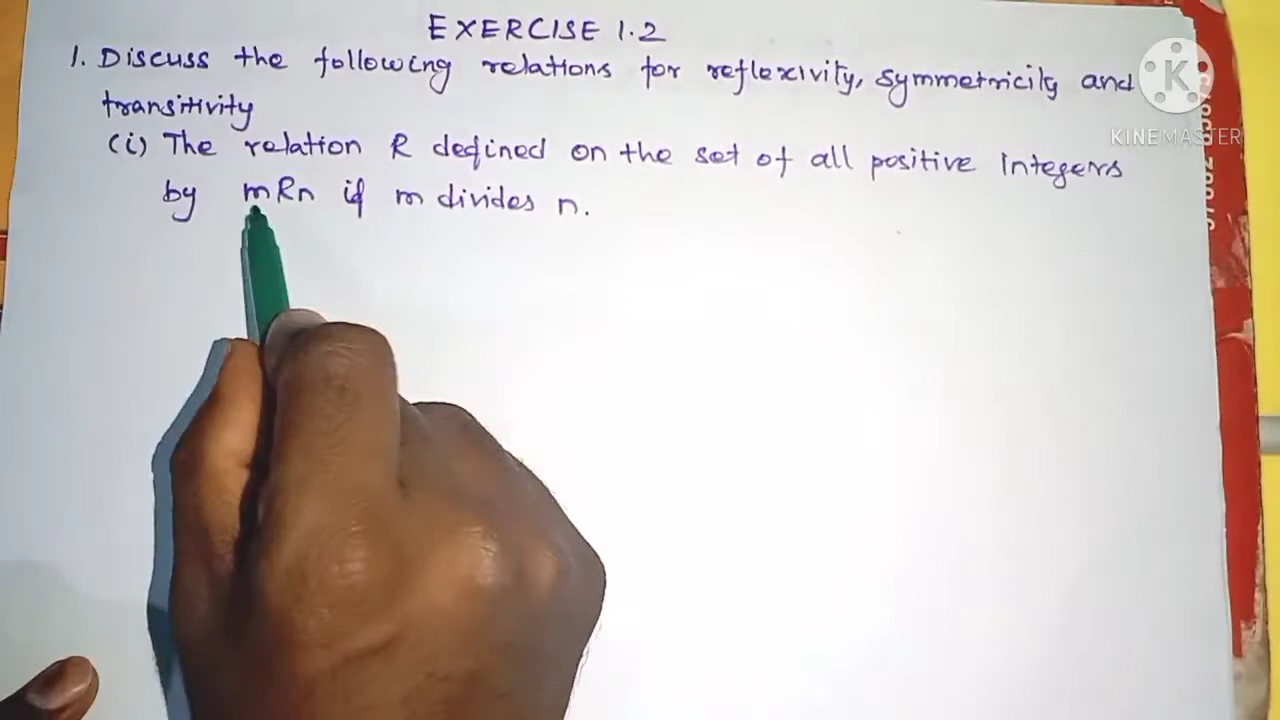 EXERCISE 1.2
1. Discuss the following relations for reflexivity, symmetricity and
transitivity
(i) The relation R defined on the set of all positive integers
by mRn if m divides n.
KINEMASTER